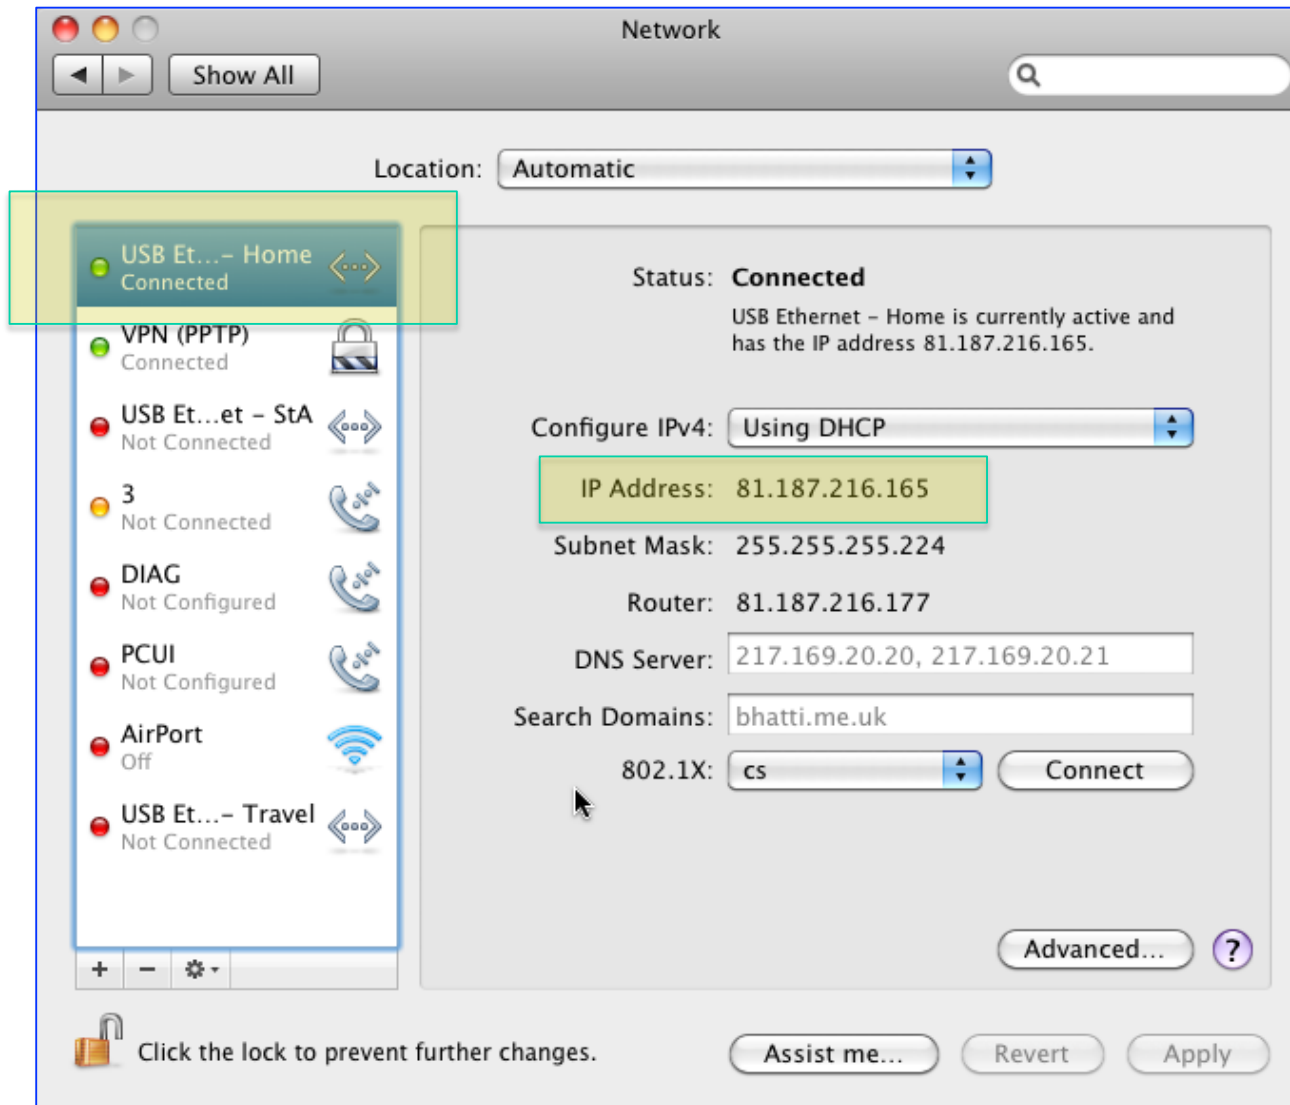 Network
Show All
Location: Automatic
USB Et...– Home
Connected
VPN (PPTP)
Connected
USB Et...et – StA
Not Connected
3
Not Connected
DIAG
Not Configured
PCUI
Not Configured
AirPort
Off
USB Et...– Travel
Not Connected
Status: Connected
USB Ethernet – Home is currently active and
has the IP address 81.187.216.165.
Configure IPv4: Using DHCP
IP Address: 81.187.216.165
Subnet Mask: 255.255.255.224
Router: 81.187.216.177
DNS Server: 217.169.20.20, 217.169.20.21
Search Domains: bhatti.me.uk
802.1X: cs Connect
Advanced... ?
Click the lock to prevent further changes.
Assist me... Revert Apply